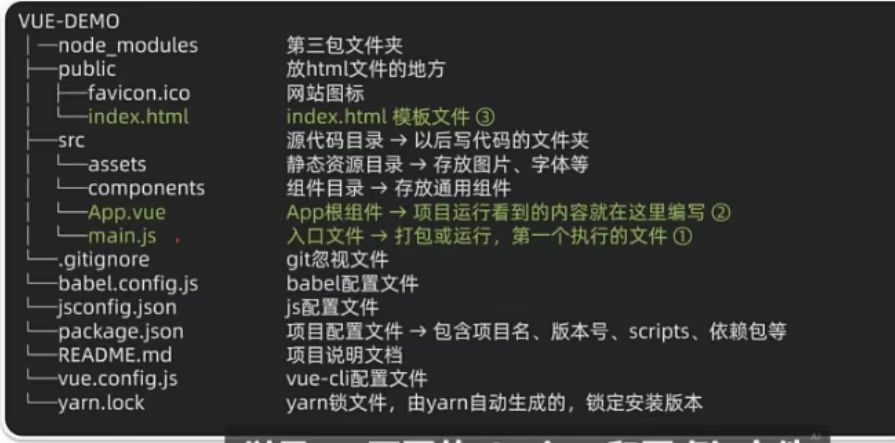 VUE-DEMO
│—node_modules 第三包文件夹
├──public 放html文件的地方
│ ├──favicon.ico 网站图标
│ └──index.html index.html 模板文件 ③
├──src 源代码目录 → 以后写代码的文件夹
│ └──assets 静态资源目录 → 存放图片、字体等
│ └──components 组件目录 → 存放通用组件
│ └──App.vue App根组件 → 项目运行看到的内容就在这里编写 ②
│ └──main.js 入口文件 → 打包或运行，第一个执行的文件 ①
└──.gitignore git忽视文件
└──babel.config.js babel配置文件
└──jsconfig.json js配置文件
└──package.json 项目配置文件 → 包含项目名、版本号、scripts、依赖包等
└──README.md 项目说明文档
└──vue.config.js vue-cli配置文件
└──yarn.lock yarn锁文件，由yarn自动生成的，锁定安装版本